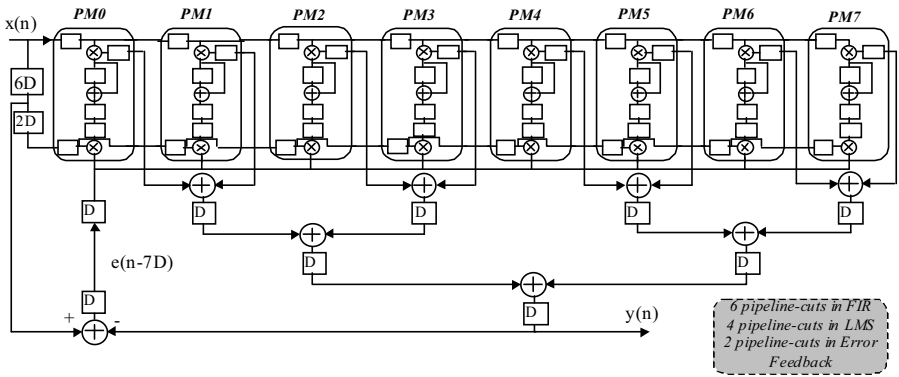 PM0 PM1 PM2 PM3 PM4 PM5 PM6 PM7
x(n)
6D
2D
D D D D D
D D
D
e(n-7D)
D
D
+ -
y(n)
6 pipeline-cuts in FIR
4 pipeline-cuts in LMS
2 pipeline-cuts in Error
Feedback